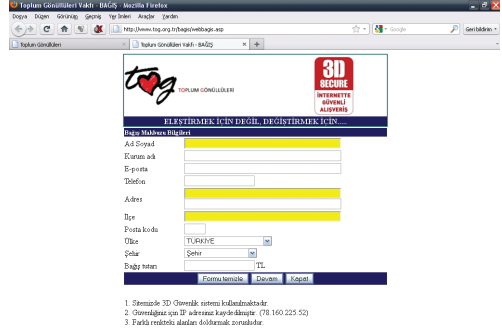 Toplum Gönüllüleri Vakfı - BAĞIŞ - Mozilla Firefox
Dosya Düzen Görünüm Geçmiş Yer İmleri Araçlar Yardım
http://www.tog.org.tr/bagis/webbagis.asp
Google
Geri bildirim
Toplum Gönüllüleri
Toplum Gönüllüleri Vakfı - BAĞIŞ
tog TOPLUM GÖNÜLLÜLERİ
3D
SECURE
İNTERNETTE
GÜVENLİ
ALIŞVERİŞ
ELEŞTİRMEK İÇİN DEĞİL, DEĞİŞTİRMEK İÇİN.....
Bağış Makbuzu Bilgileri
Ad Soyad
Kurum adı
E-posta
Telefon
Adres
İlçe
Posta kodu
Ülke TÜRKİYE
Şehir Şehir
Bağış tutarı TL
Formu temizle Devam Kapat
1. Sitemizde 3D Güvenlik sistemi kullanılmaktadır.
2. Güvenliğiniz için IP adresiniz kaydedilmiştir. (78.160.225.52)
3. Farklı renkteki alanları doldurmak zorunludur.